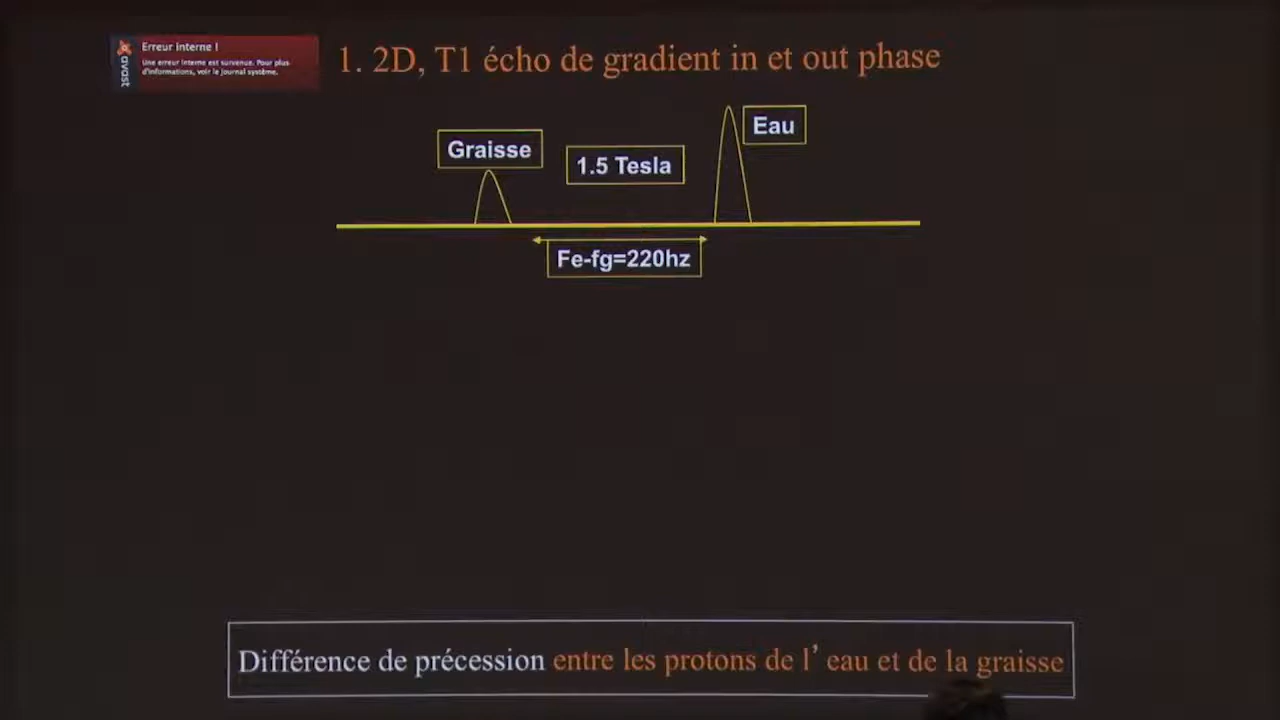 avast
Erreur interne !
Une erreur interne est survenue. Pour plus
d'informations, voir le journal système.
1. 2D, T1 écho de gradient in et out phase
Graisse
1.5 Tesla
Eau
Fe-fg=220hz
Différence de précession entre les protons de l’ eau et de la graisse